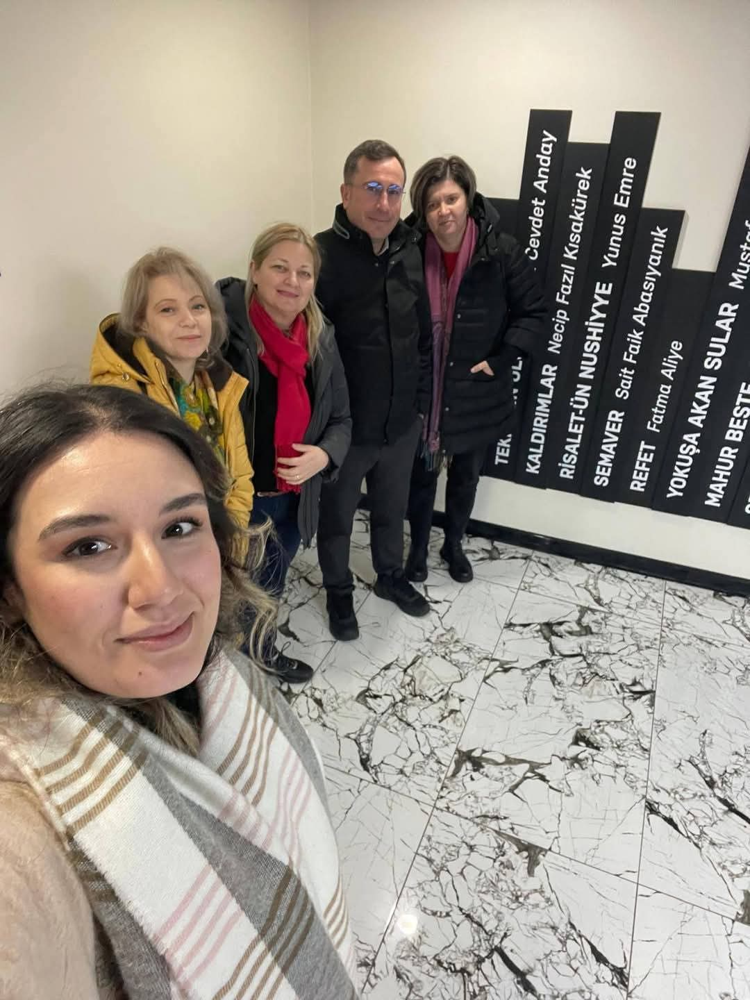 Cevdet Anday
KALDIRIMLAR Necip Fazıl Kısakürek
RİSALET-ÜN NUSHİYYE Yunus Emre
SEMAVER Sait Faik Abasıyanık
REFET Fatma Aliye
YOKUŞA AKAN SULAR
MAHUR BESTE